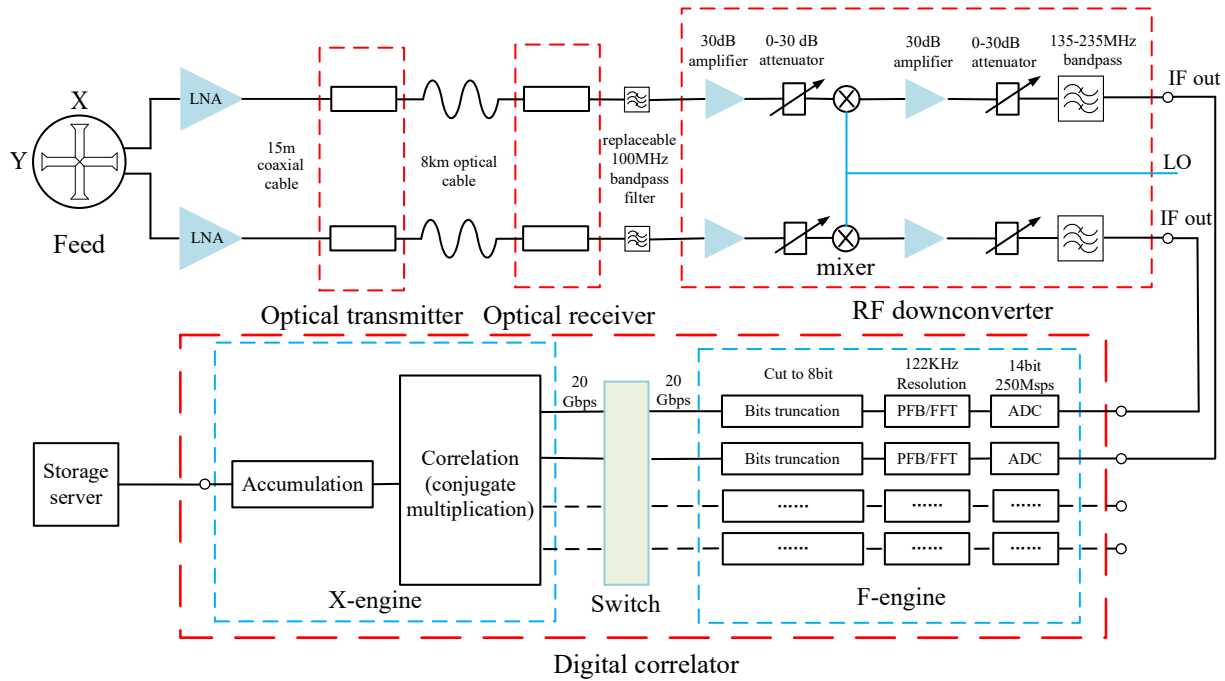 30dB
amplifier
0-30 dB
attenuator
30dB
amplifier
0-30dB
attenuator
135-235MHz
bandpass
IF out
X
Y
Feed
LNA
LNA
15m
coaxial
cable
8km optical
cable
replaceable
100MHz
bandpass
filter
LO
IF out
mixer
Optical transmitter
Optical receiver
RF downconverter
20
Gbps
20
Gbps
Cut to 8bit
122KHz
Resolution
14bit
250Msps
Bits truncation
PFB/FFT
ADC
Bits truncation
PFB/FFT
ADC
······
······
······
······
······
······
Storage
server
Accumulation
Correlation
(conjugate
multiplication)
X-engine
Switch
F-engine
Digital correlator